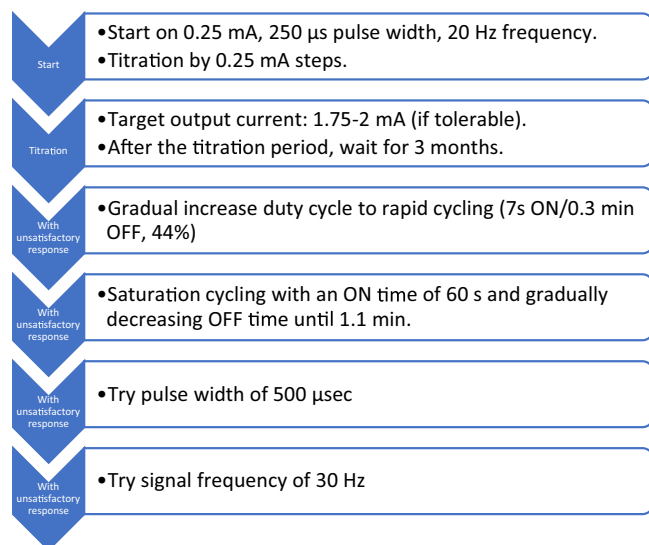 Start
•Start on 0.25 mA, 250 µs pulse width, 20 Hz frequency.
•Titration by 0.25 mA steps.
Titration
•Target output current: 1.75-2 mA (if tolerable).
•After the titration period, wait for 3 months.
With
unsatisfactory
response
•Gradual increase duty cycle to rapid cycling (7s ON/0.3 min
OFF, 44%)
With
unsatisfactory
response
•Saturation cycling with an ON time of 60 s and gradually
decreasing OFF time until 1.1 min.
With
unsatisfactory
response
•Try pulse width of 500 µsec
With
unsatisfactory
response
•Try signal frequency of 30 Hz